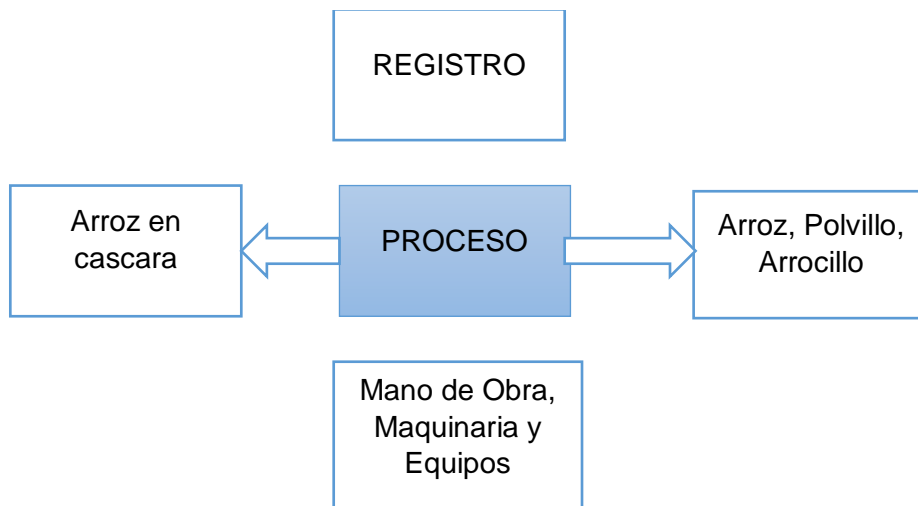 REGISTRO
Arroz en
cascara
PROCESO
Arroz, Polvillo,
Arrocillo
Mano de Obra,
Maquinaria y
Equipos